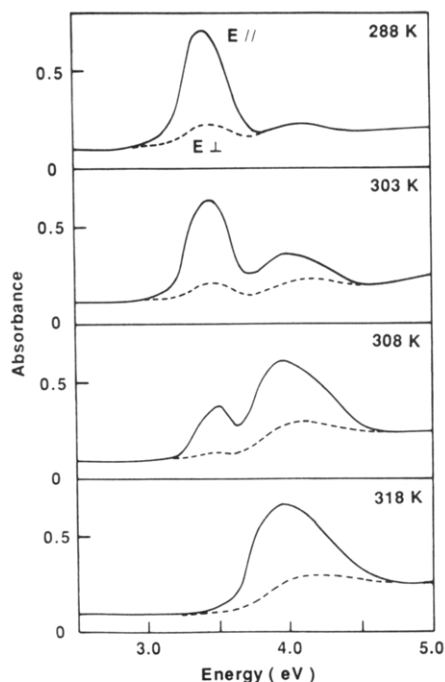 E //
288 K
0.5
E ⊥
0
303 K
0.5
0
Absorbance
308 K
0.5
0
318 K
0.5
0
3.0 4.0 5.0
Energy ( eV )